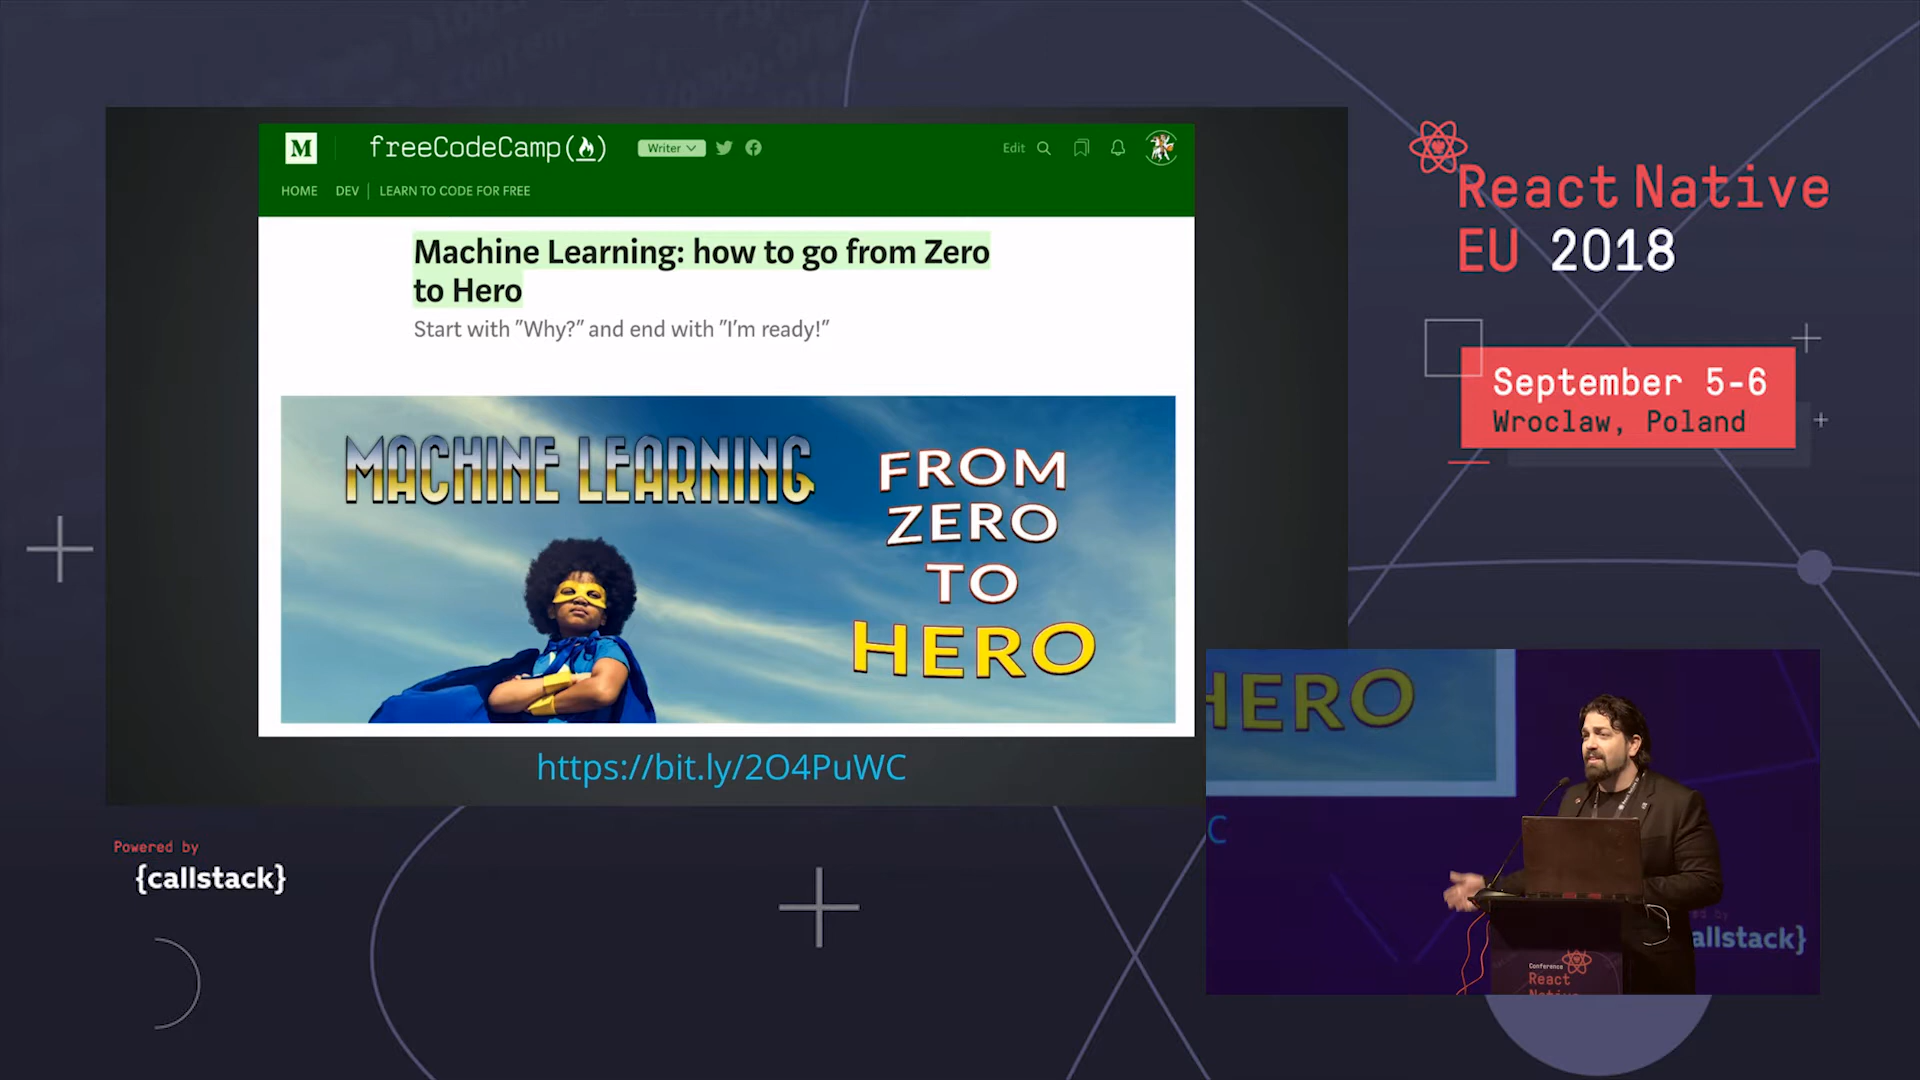 M
freeCodeCamp(🔥)
Writer
Edit
HOME DEV | LEARN TO CODE FOR FREE
Machine Learning: how to go from Zero
to Hero
Start with "Why?" and end with "I'm ready!"
MACHINE LEARNING
FROM
ZERO
TO
HERO
https://bit.ly/2O4PuWC
React Native
EU 2018
September 5-6
Wroclaw, Poland
Powered by
{callstack}
HERO
C
allstack}
Conference
React
Native